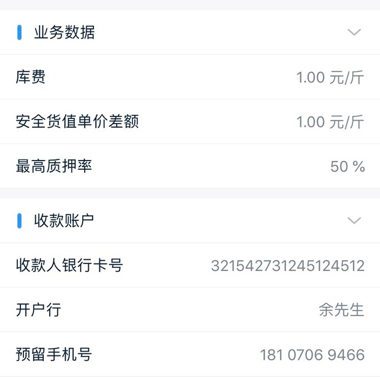 业务数据
库费 1.00 元/斤
安全货值单价差额 1.00 元/斤
最高质押率 50 %
收款账户
收款人银行卡号 321542731245124512
开户行 余先生
预留手机号 181 0706 9466